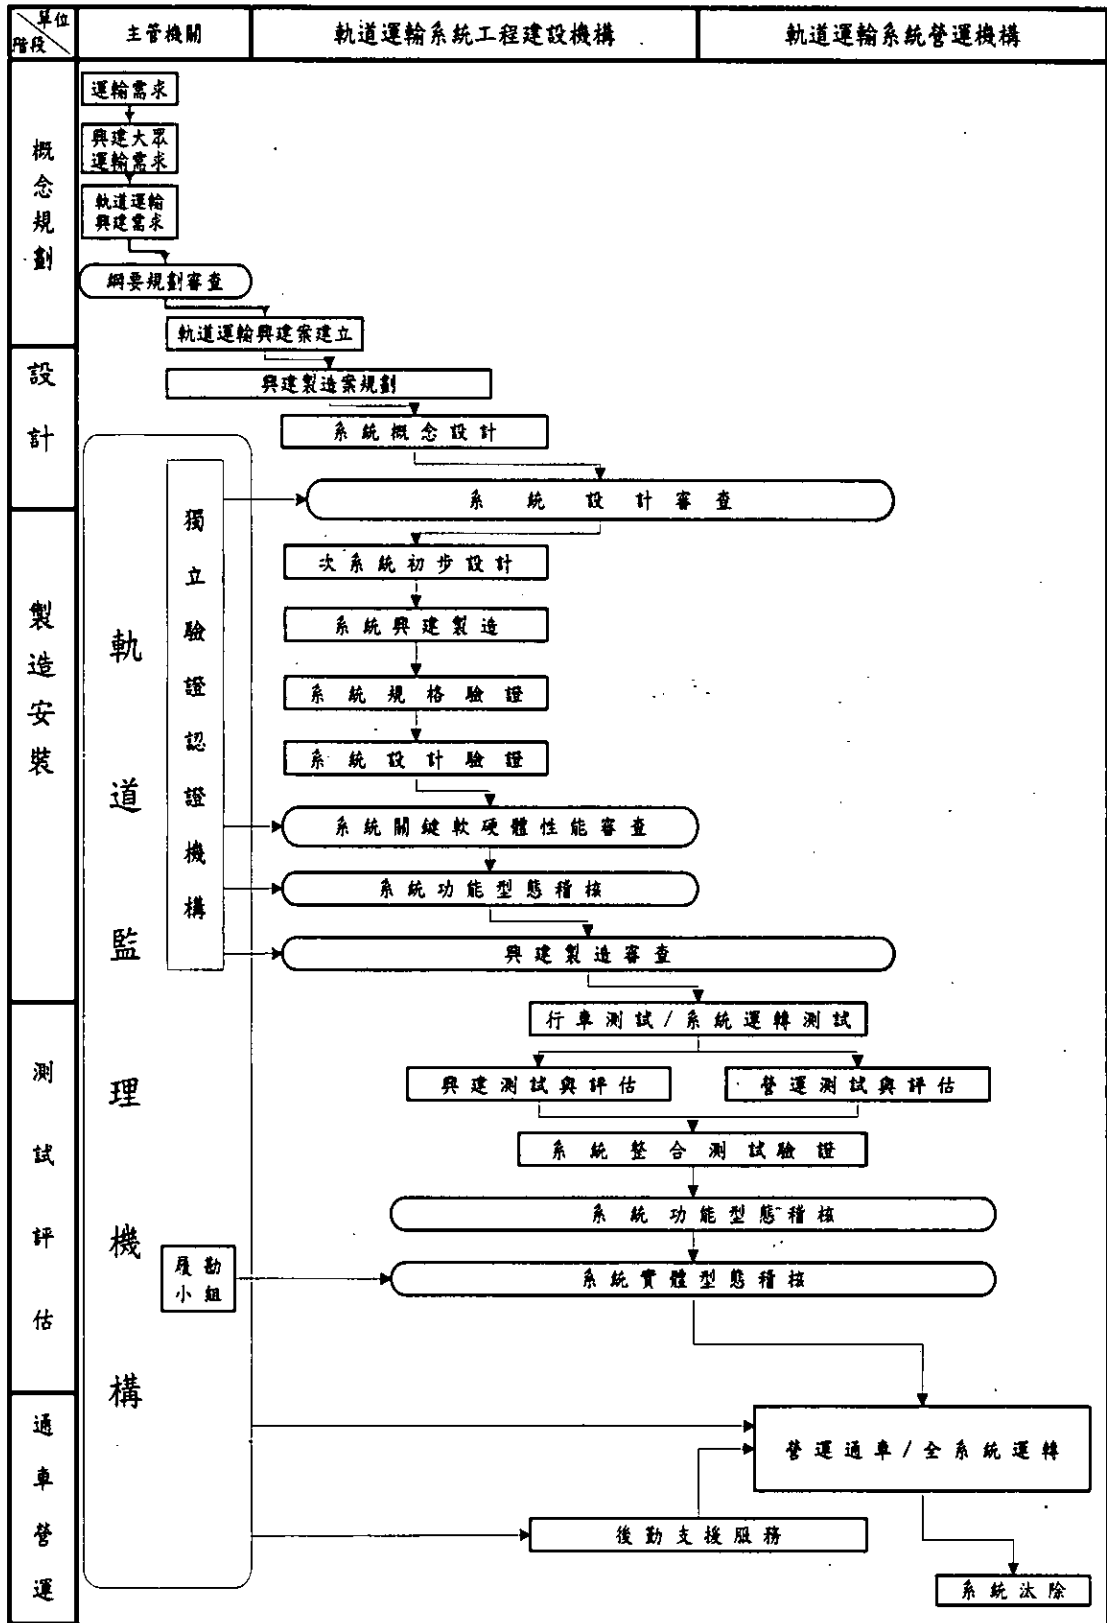 單位
階段
主管機關
軌道運輸系統工程建設機構
軌道運輸系統營運機構
概念規劃
運輸需求
興建大眾
運輸需求
軌道運輸
興建需求
綱要規劃審查
軌道運輸興建案建立
設計
興建製造案規劃
系統概念設計
軌道監理機構
獨立驗證認證機構
系統設計審查
製造安裝
次系統初步設計
系統興建製造
系統規格驗證
系統設計驗證
系統關鍵軟硬體性能審查
系統功能型態稽核
興建製造審查
測試評估
行車測試/系統運轉測試
興建測試與評估
營運測試與評估
系統整合測試驗證
系統功能型態稽核
履勘
小組
系統實體型態稽核
通車營運
營運通車/全系統運轉
後勤支援服務
系統汰除